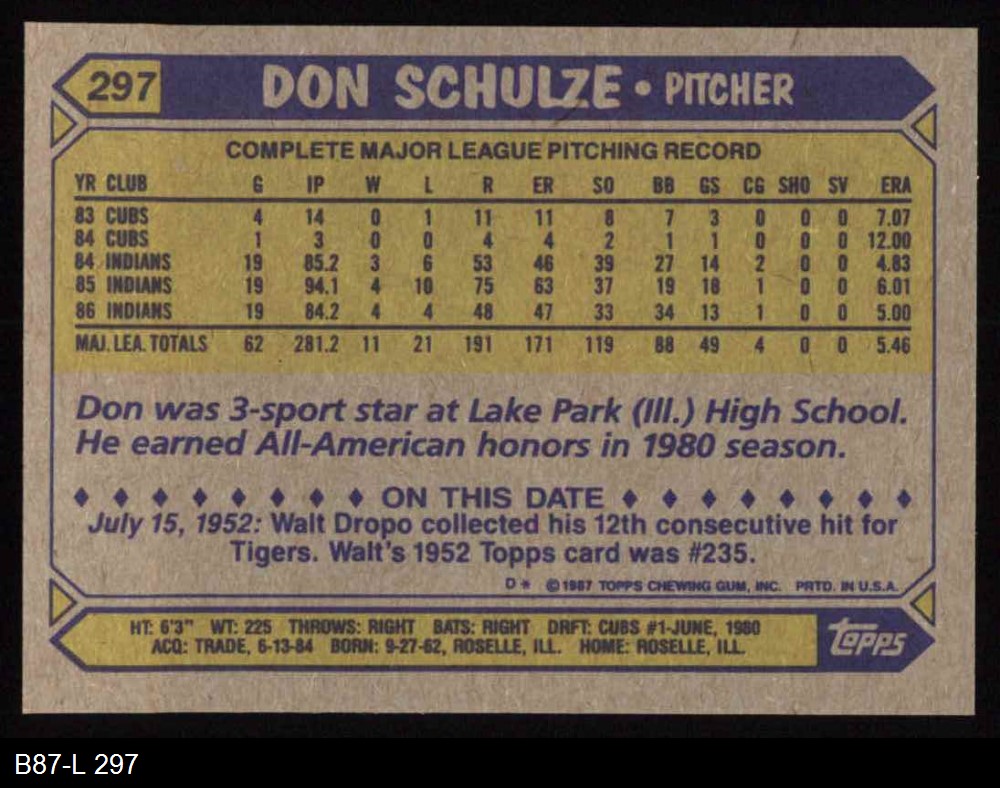 297 DON SCHULZE • PITCHER
COMPLETE MAJOR LEAGUE PITCHING RECORD
YR CLUB G IP W L R ER SO BB GS CG SHO SV ERA
83 CUBS 4 14 0 1 11 11 8 7 3 0 0 0 7.07
84 CUBS 1 3 0 0 4 4 2 1 1 0 0 0 12.00
84 INDIANS 19 85.2 3 6 53 46 39 27 14 2 0 0 4.83
85 INDIANS 19 94.1 4 10 75 63 37 19 18 1 0 0 6.01
86 INDIANS 19 84.2 4 4 48 47 33 34 13 1 0 0 5.00
MAJ. LEA. TOTALS 62 281.2 11 21 191 171 119 88 49 4 0 0 5.46
Don was 3-sport star at Lake Park (Ill.) High School.
He earned All-American honors in 1980 season.
♦ ♦ ♦ ♦ ♦ ♦ ♦ ♦ ON THIS DATE ♦ ♦ ♦ ♦ ♦ ♦ ♦ ♦
July 15, 1952: Walt Dropo collected his 12th consecutive hit for
Tigers. Walt's 1952 Topps card was #235.
D* © 1987 TOPPS CHEWING GUM, INC. PRTD. IN U.S.A.
HT: 6'3" WT: 225 THROWS: RIGHT BATS: RIGHT DRFT: CUBS #1-JUNE, 1980
ACQ: TRADE, 6-13-84 BORN: 9-27-62, ROSELLE, ILL. HOME: ROSELLE, ILL.
Topps
B87-L 297